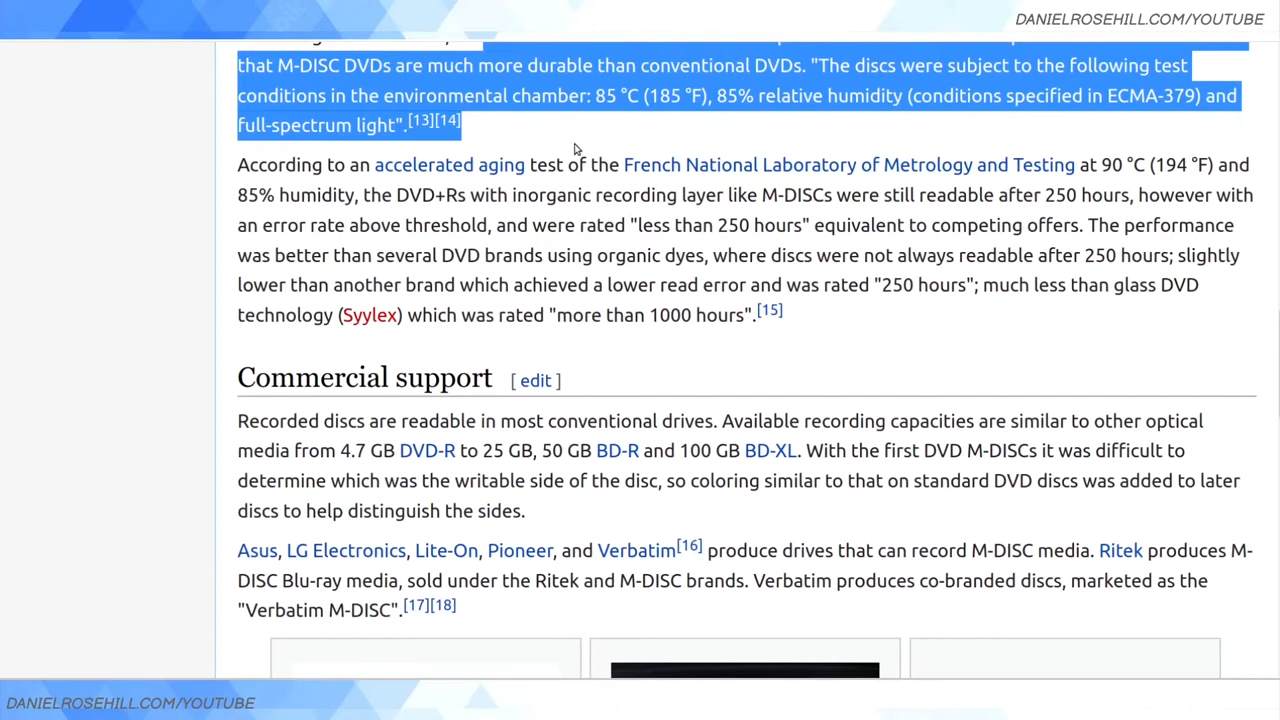 DANIELROSEHILL.COM/YOUTUBE
that M-DISC DVDs are much more durable than conventional DVDs. "The discs were subject to the following test
conditions in the environmental chamber: 85 °C (185 °F), 85% relative humidity (conditions specified in ECMA-379) and
full-spectrum light".[13][14]
According to an accelerated aging test of the French National Laboratory of Metrology and Testing at 90 °C (194 °F) and
85% humidity, the DVD+Rs with inorganic recording layer like M-DISCs were still readable after 250 hours, however with
an error rate above threshold, and were rated "less than 250 hours" equivalent to competing offers. The performance
was better than several DVD brands using organic dyes, where discs were not always readable after 250 hours; slightly
lower than another brand which achieved a lower read error and was rated "250 hours"; much less than glass DVD
technology (Syylex) which was rated "more than 1000 hours".[15]
Commercial support [ edit ]
Recorded discs are readable in most conventional drives. Available recording capacities are similar to other optical
media from 4.7 GB DVD-R to 25 GB, 50 GB BD-R and 100 GB BD-XL. With the first DVD M-DISCs it was difficult to
determine which was the writable side of the disc, so coloring similar to that on standard DVD discs was added to later
discs to help distinguish the sides.
Asus, LG Electronics, Lite-On, Pioneer, and Verbatim[16] produce drives that can record M-DISC media. Ritek produces M-
DISC Blu-ray media, sold under the Ritek and M-DISC brands. Verbatim produces co-branded discs, marketed as the
"Verbatim M-DISC".[17][18]
DANIELROSEHILL.COM/YOUTUBE